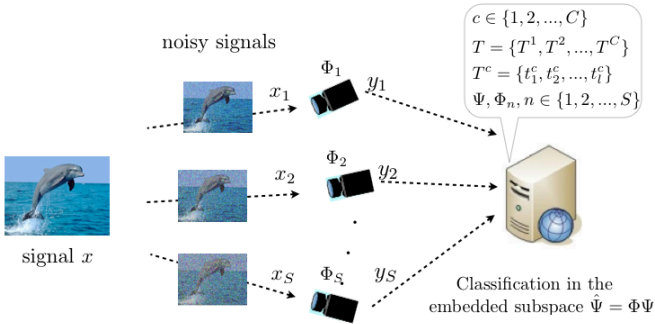 c ∈ {1, 2, ..., C}
T = {T^1, T^2, ..., T^C}
T^c = {t_1^c, t_2^c, ..., t_l^c}
Ψ, Φ_n, n ∈ {1, 2, ..., S}
noisy signals
x_1
Φ_1
y_1
x_2
Φ_2
y_2
x_S
Φ_S
y_S
signal x
Classification in the
embedded subspace Ψ̂ = ΦΨ